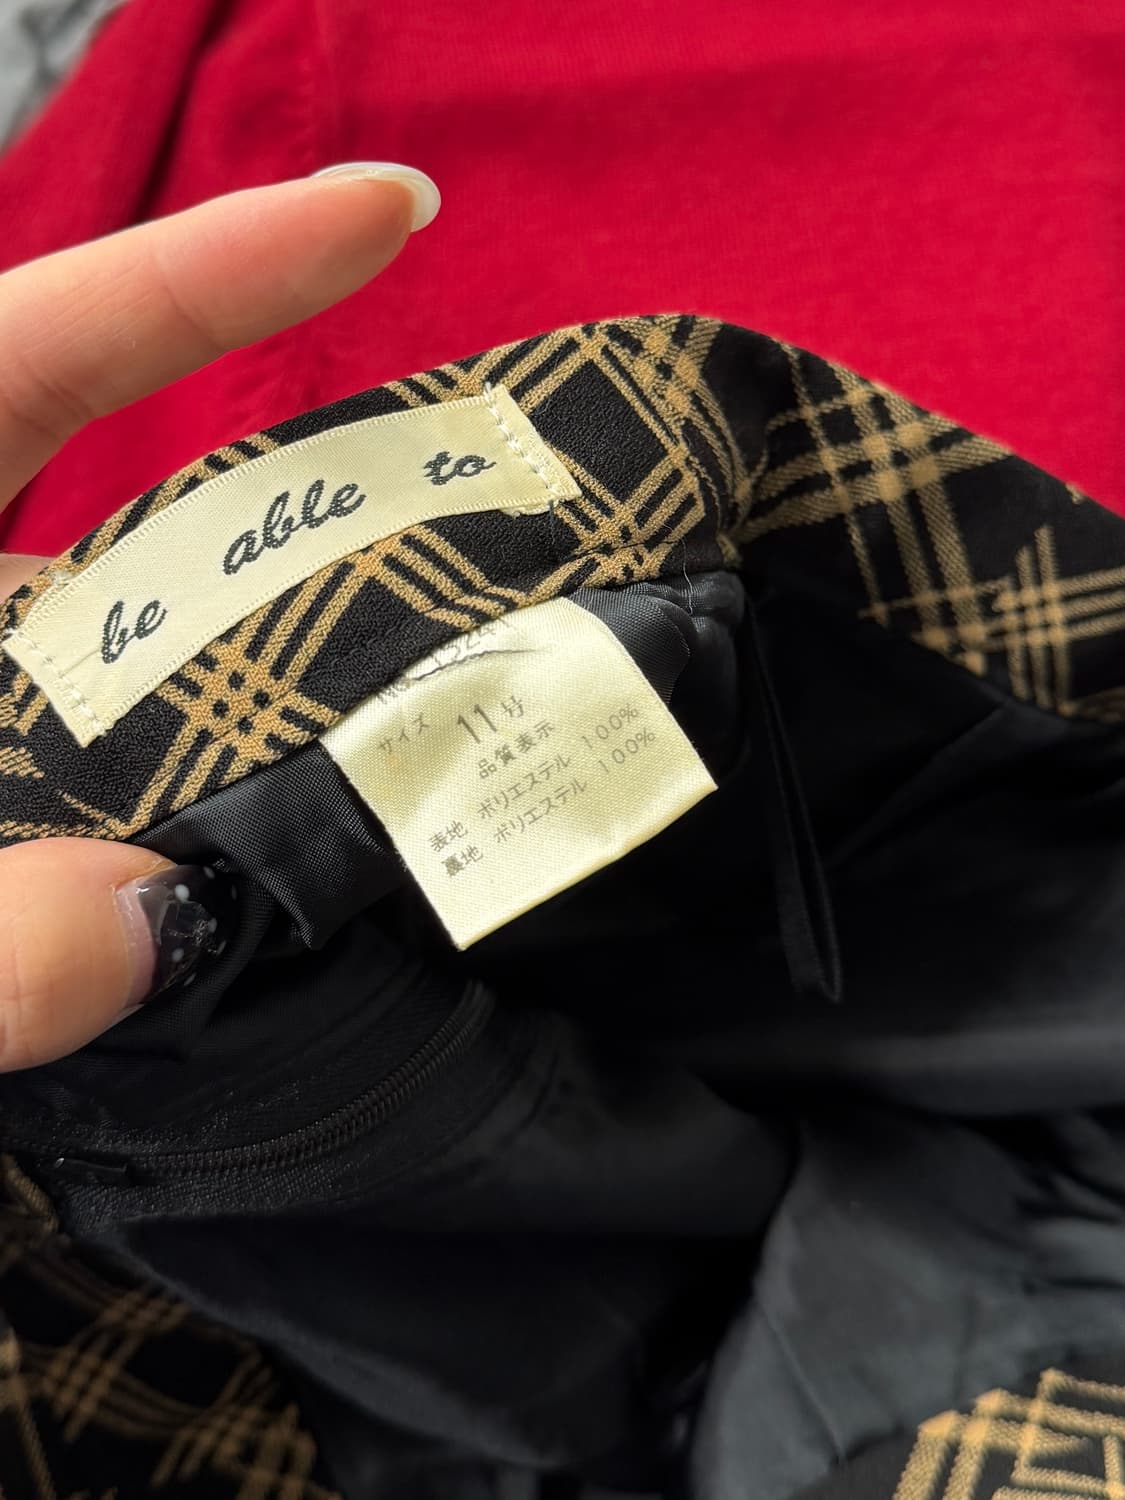 be able to
サイズ 11号
品質表示
表地 ポリエステル 100%
裏地 ポリエステル 100%